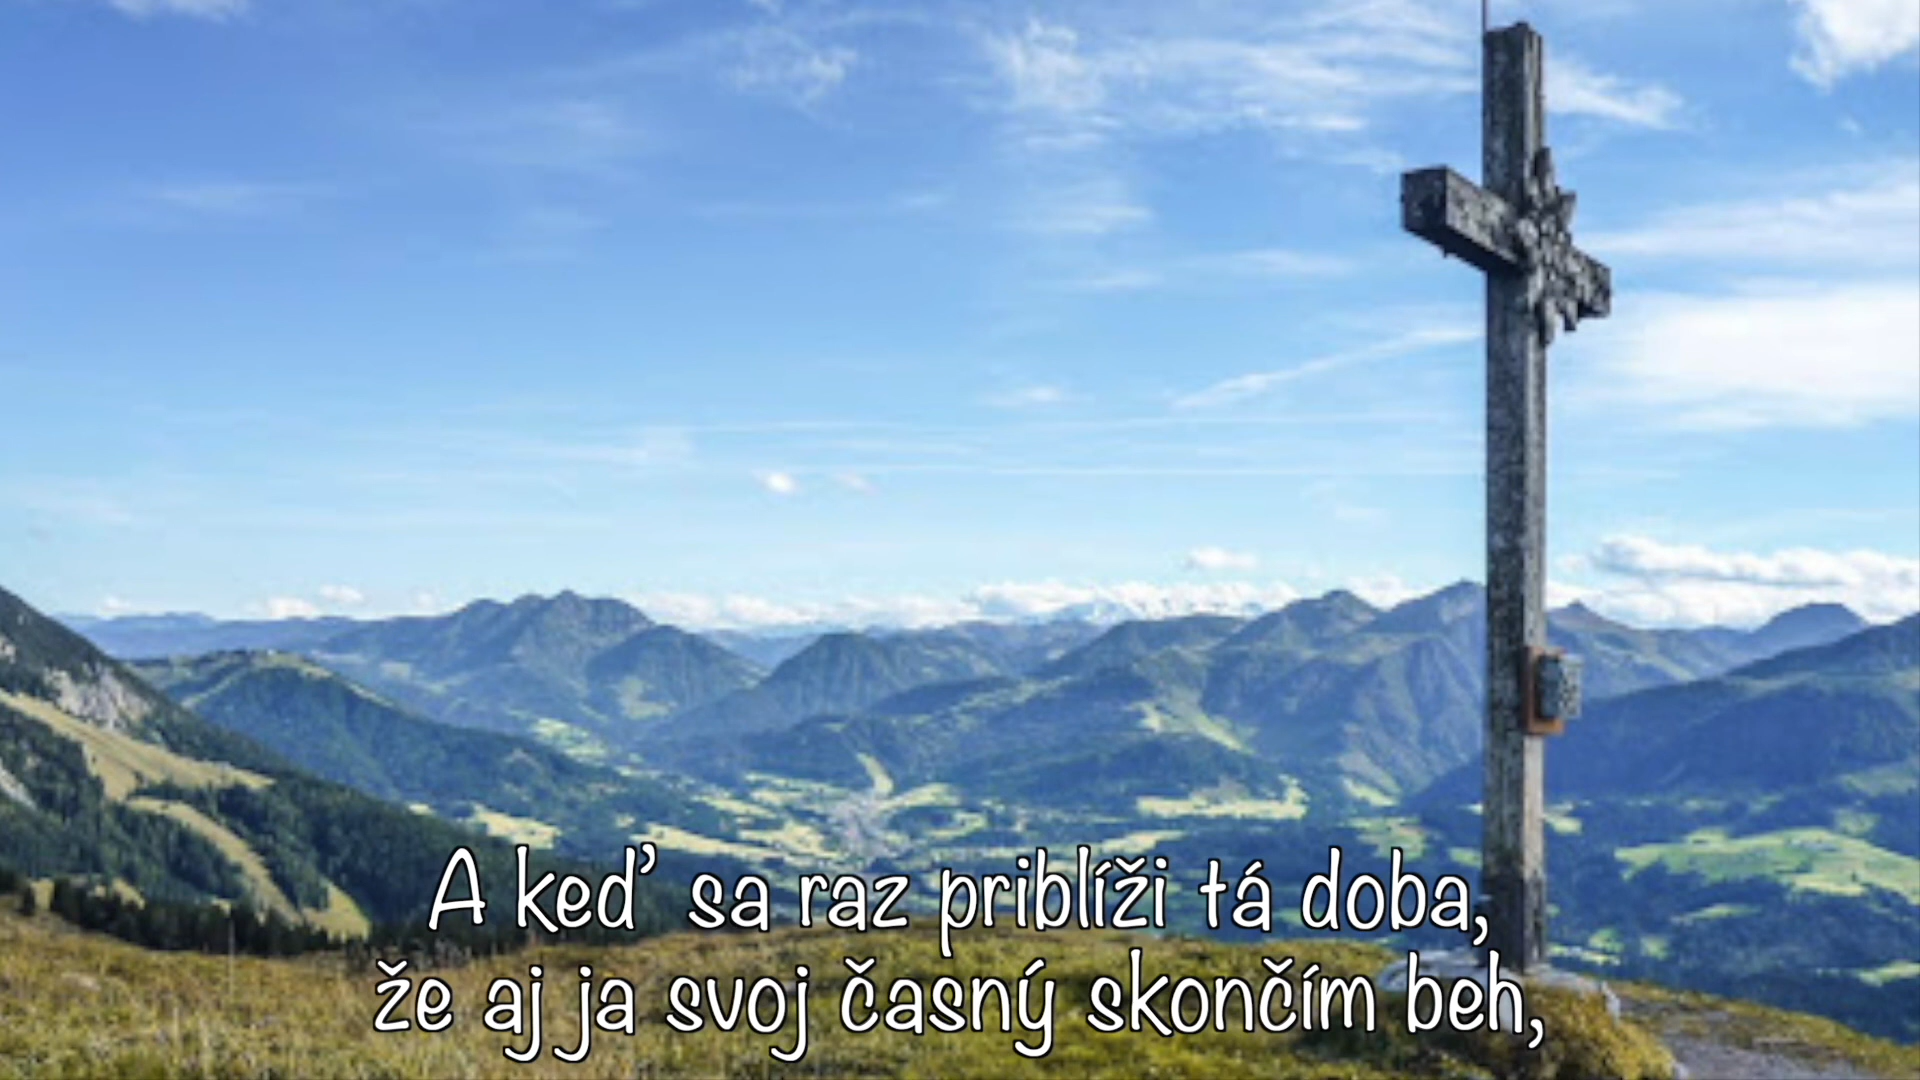 A keď sa raz priblíži tá doba,
že aj ja svoj časný skončím beh,